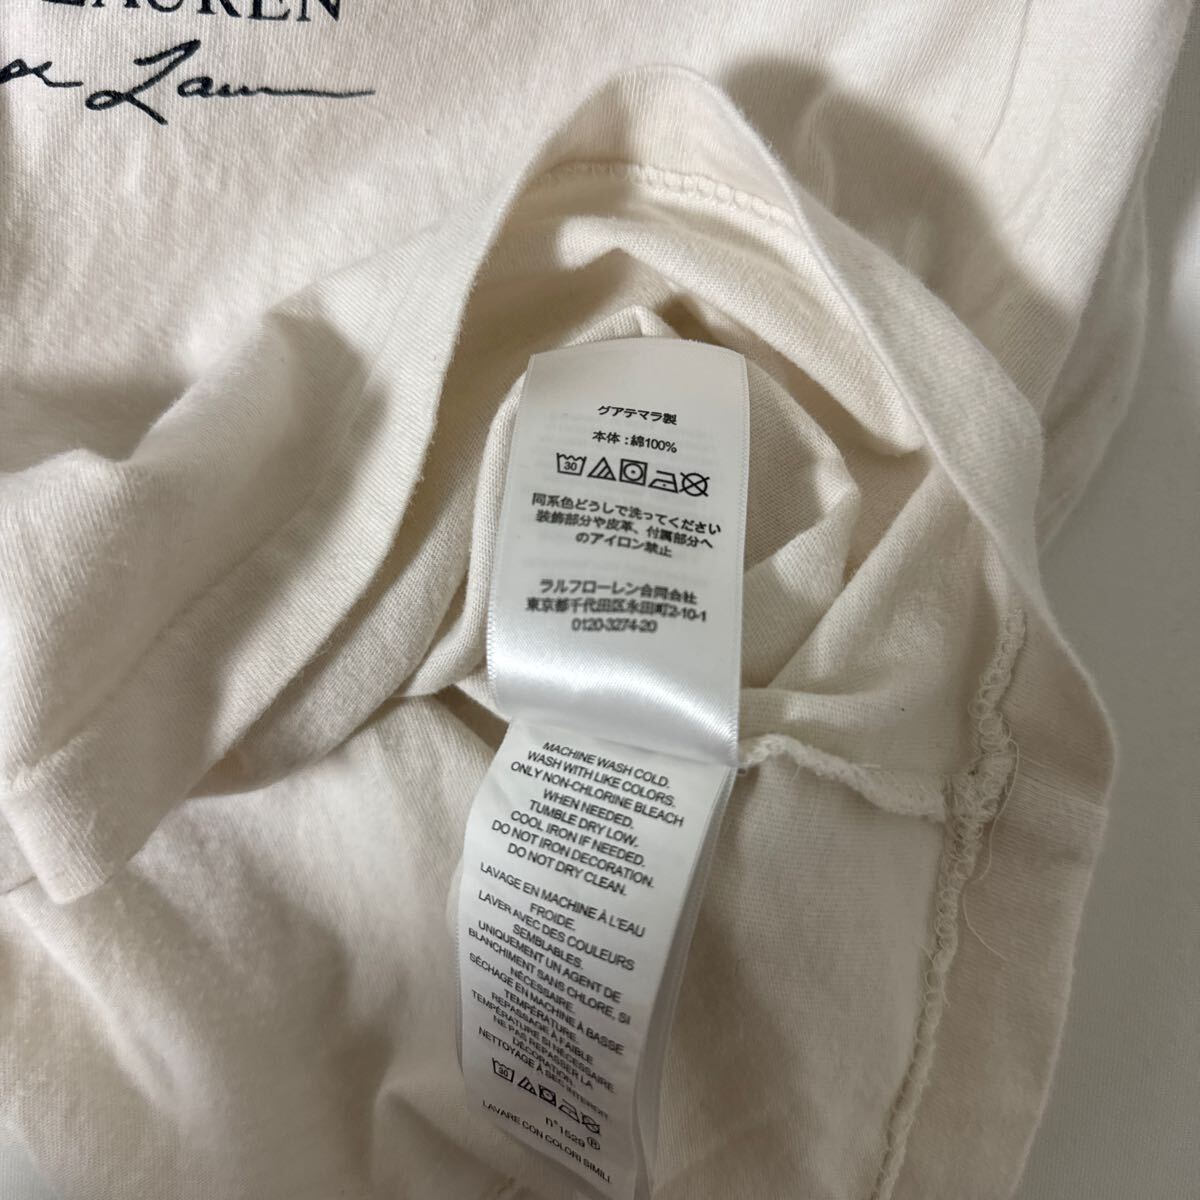 LAUREN
Lauren
グアテマラ製
本体 : 綿100%
30
同系色どうしで洗ってください
装飾部分や皮革、付属部分へ
のアイロン禁止
ラルフローレン合同会社
東京都千代田区永田町2-10-1
0120-3274-20
MACHINE WASH COLD.
WASH WITH LIKE COLORS.
ONLY NON-CHLORINE BLEACH
WHEN NEEDED.
TUMBLE DRY LOW.
COOL IRON IF NEEDED.
DO NOT IRON DECORATION.
DO NOT DRY CLEAN.
LAVAGE EN MACHINE À L'EAU
FROIDE.
LAVER AVEC DES COULEURS
SEMBLABLES.
UNIQUEMENT UN AGENT DE
BLANCHIMENT SANS CHLORE, SI
NÉCESSAIRE.
SÉCHAGE EN MACHINE À BASSE
TEMPÉRATURE.
REPASSAGE À FAIBLE
TEMPÉRATURE SI NÉCESSAIRE
NE PAS REPASSER LA
DÉCORATION.
NETTOYAGE À SEC INTERDIT
30
n° 1529 ®
LAVARE CON COLORI SIMILI.